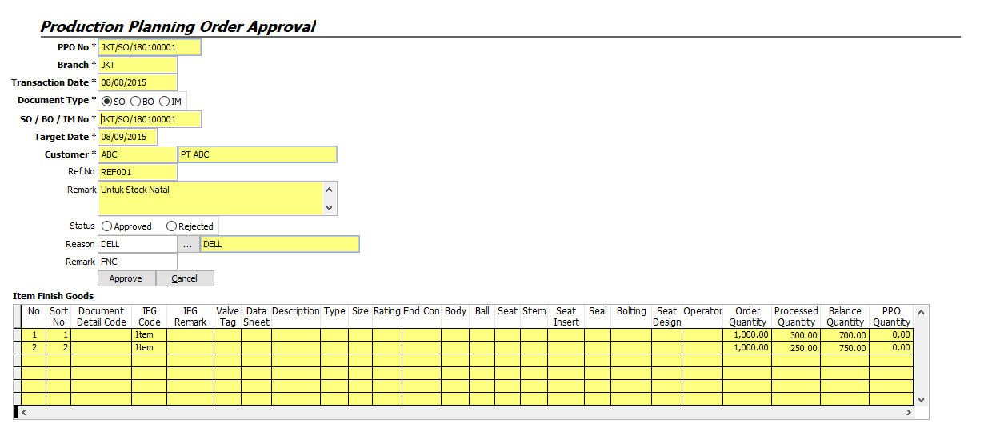 Production Planning Order Approval
PPO No * JKT/SO/180100001
Branch * JKT
Transaction Date * 08/08/2015
Document Type * SO BO IM
SO / BO / IM No * JKT/SO/180100001
Target Date * 08/09/2015
Customer * ABC PT ABC
Ref No REF001
Remark Untuk Stock Natal
Status Approved Rejected
Reason DELL ... DELL
Remark FNC
Approve Cancel
Item Finish Goods
No Sort Document IFG IFG Valve Data Description Type Size Rating End Con Body Ball Seat Stem Seat Seal Bolting Seat Operator Order Processed Balance PPO
No Detail Code Code Remark Tag Sheet Insert Design Quantity Quantity Quantity Quantity
1 1 Item 1,000.00 300.00 700.00 0.00
2 2 Item 1,000.00 250.00 750.00 0.00